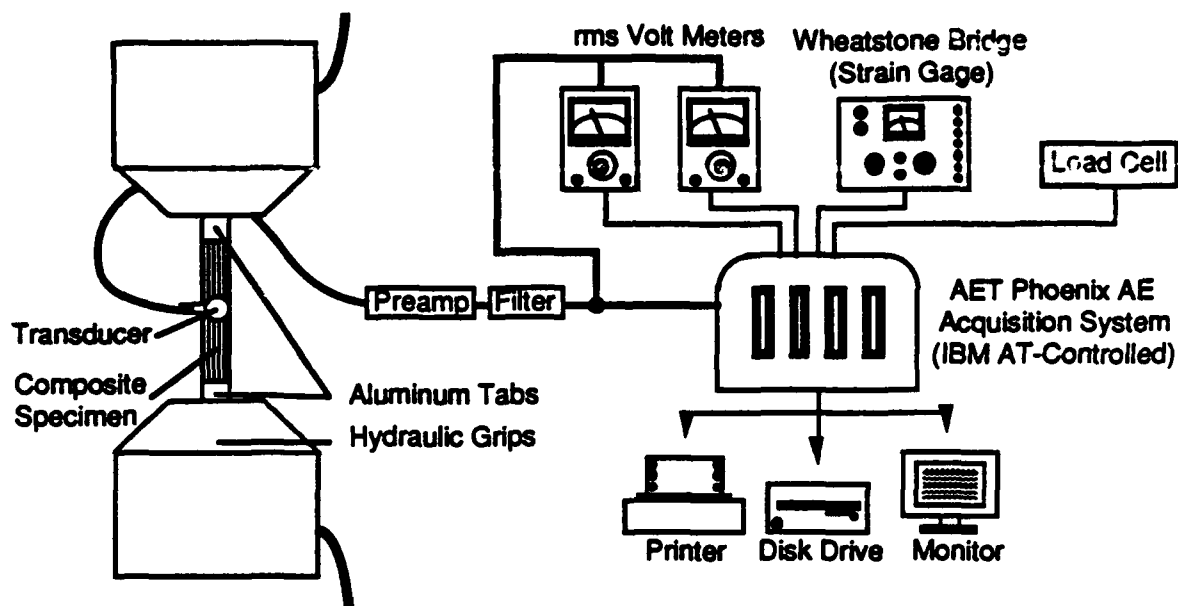 rms Volt Meters
Wheatstone Bridge
(Strain Gage)
Load Cell
Preamp
Filter
AET Phoenix AE
Acquisition System
(IBM AT-Controlled)
Transducer
Composite
Specimen
Aluminum Tabs
Hydraulic Grips
Printer
Disk Drive
Monitor